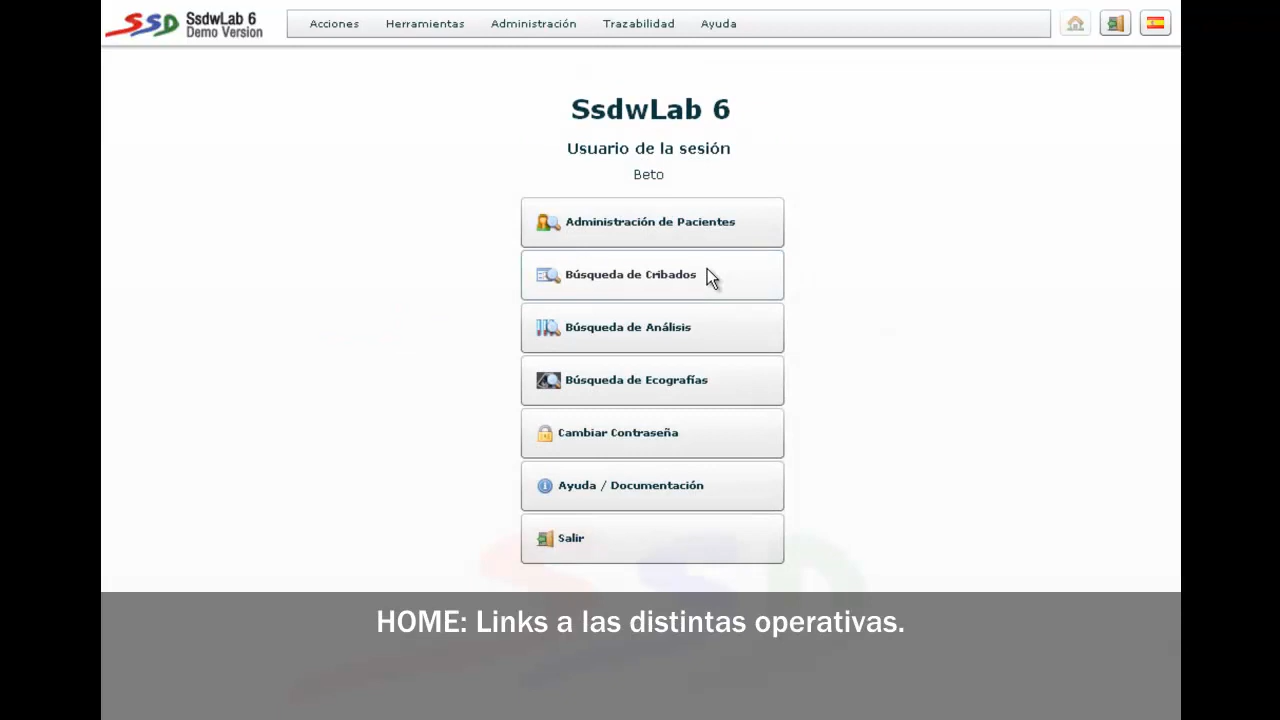 SSD SsdwLab 6
Demo Version
Acciones Herramientas Administración Trazabilidad Ayuda
SsdwLab 6
Usuario de la sesión
Beto
Administración de Pacientes
Búsqueda de Cribados
Búsqueda de Análisis
Búsqueda de Ecografías
Cambiar Contraseña
Ayuda / Documentación
Salir
SSD
HOME: Links a las distintas operativas.